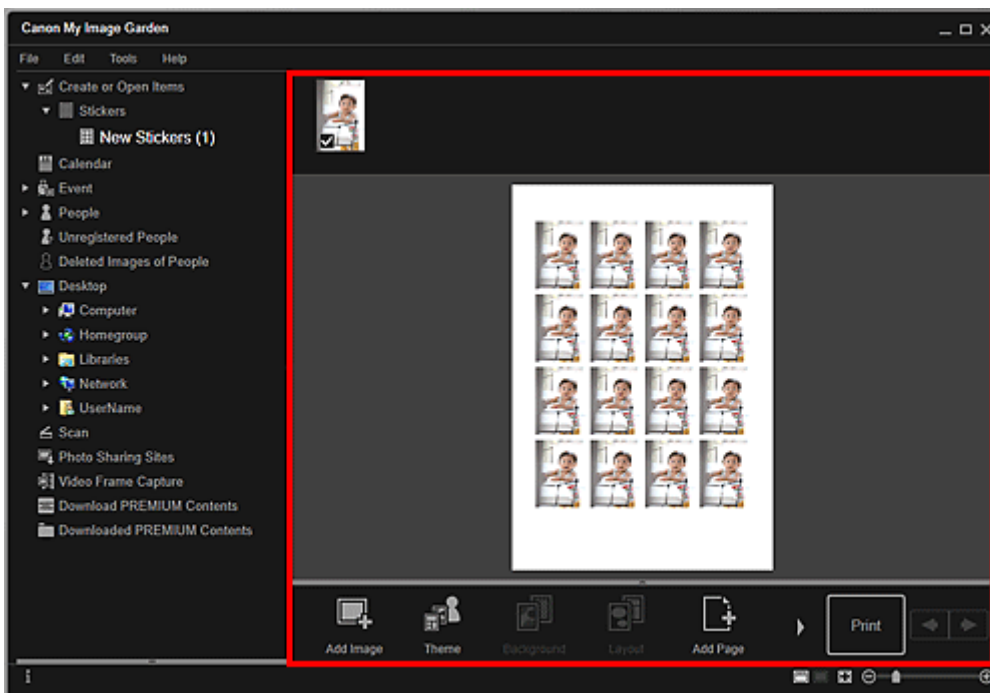 Canon My Image Garden
File Edit Tools Help
Create or Open Items
Stickers
New Stickers (1)
Calendar
Event
People
Unregistered People
Deleted Images of People
Desktop
Computer
Homegroup
Libraries
Network
UserName
Scan
Photo Sharing Sites
Video Frame Capture
Download PREMIUM Contents
Downloaded PREMIUM Contents
Add Image Theme Background Layout Add Page Print